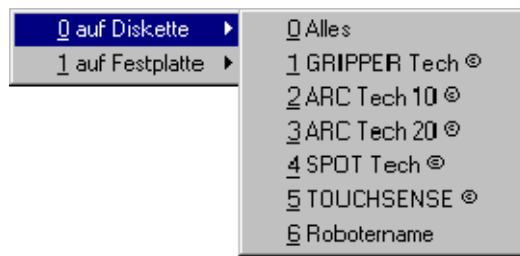 0 auf Diskette
1 auf Festplatte
0 Alles
1 GRIPPER Tech ©
2 ARC Tech 10 ©
3 ARC Tech 20 ©
4 SPOT Tech ©
5 TOUCHSENSE ©
6 Robotername